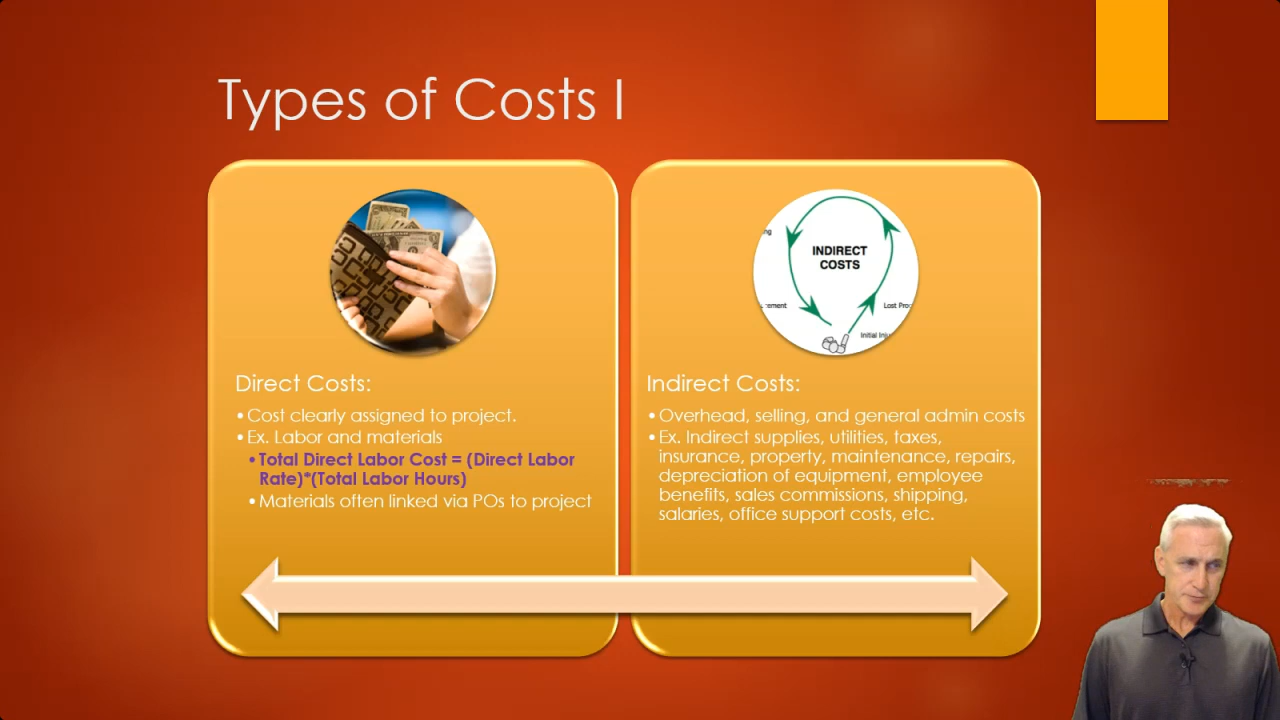 Types of Costs I
INDIRECT
COSTS
Lost
Initial
Direct Costs:
•Cost clearly assigned to project.
•Ex. Labor and materials
•Total Direct Labor Cost = (Direct Labor
Rate)*(Total Labor Hours)
•Materials often linked via POs to project
Indirect Costs:
•Overhead, selling, and general admin costs
•Ex. Indirect supplies, utilities, taxes,
insurance, property, maintenance, repairs,
depreciation of equipment, employee
benefits, sales commissions, shipping,
salaries, office support costs, etc.